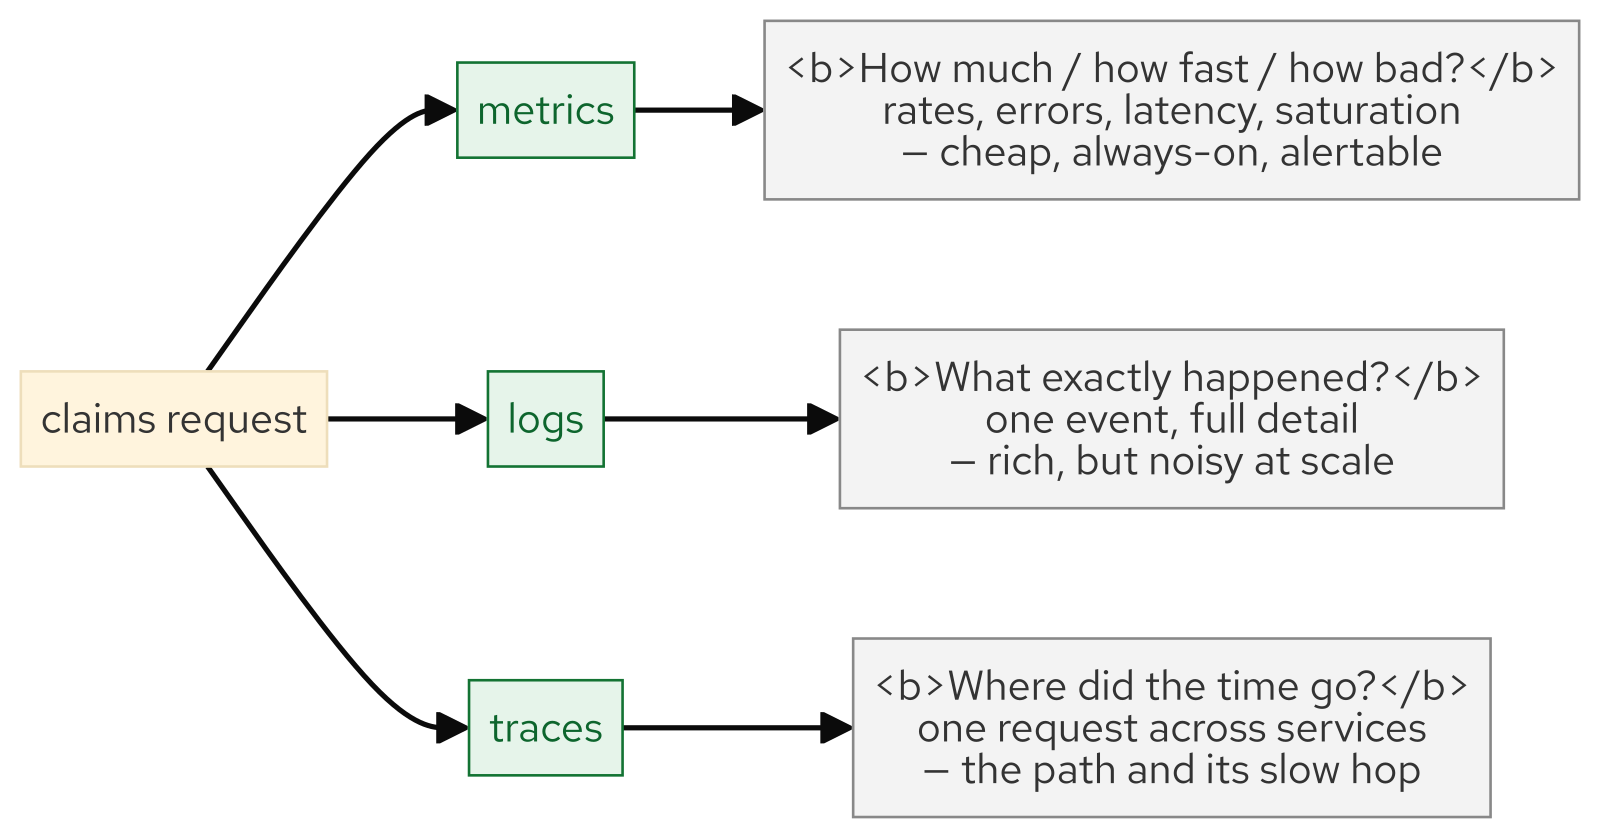 metrics
<b>How much / how fast / how bad?</b>
rates, errors, latency, saturation
— cheap, always-on, alertable
claims request
logs
<b>What exactly happened?</b>
one event, full detail
— rich, but noisy at scale
traces
<b>Where did the time go?</b>
one request across services
— the path and its slow hop